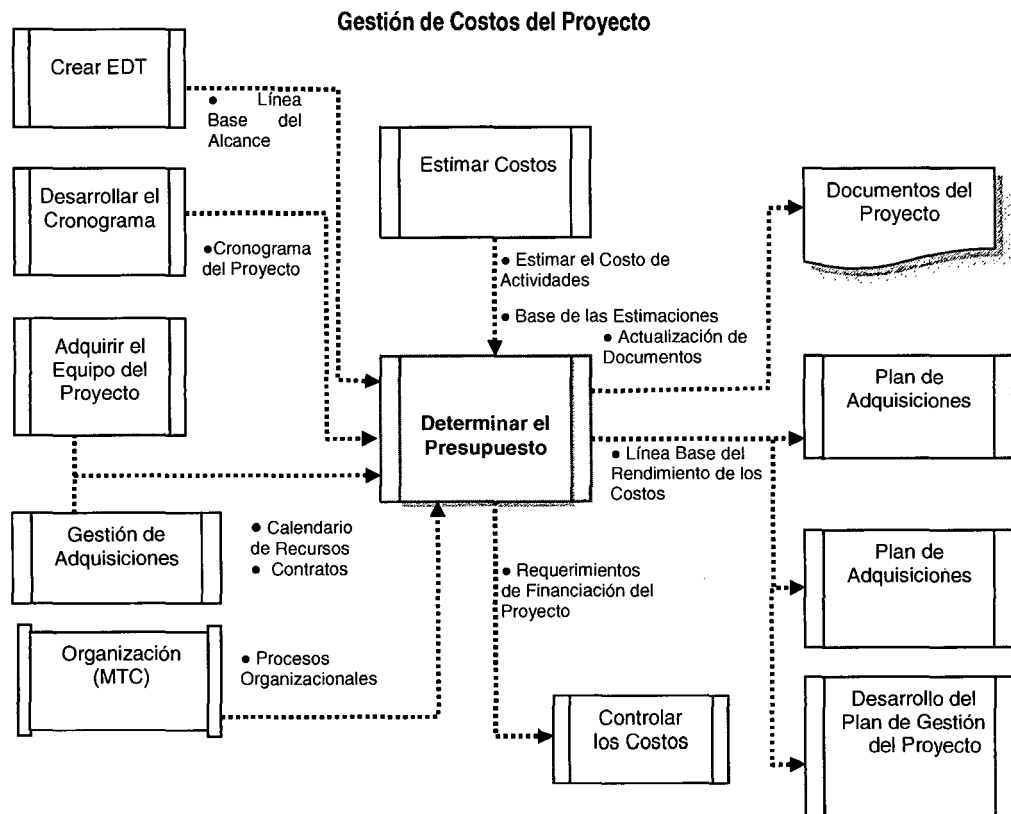 Gestión de Costos del Proyecto
Crear EDT
● Línea
Base del
Alcance
Estimar Costos
Desarrollar el
Cronograma
●Cronograma
del Proyecto
Documentos del
Proyecto
● Estimar el Costo de
Actividades
● Base de las Estimaciones
● Actualización de
Documentos
Adquirir el
Equipo del
Proyecto
Determinar el
Presupuesto
Plan de
Adquisiciones
● Línea Base del
Rendimiento de los
Costos
Gestión de
Adquisiciones
● Calendario
de Recursos
● Contratos
● Requerimientos
de Financiación del
Proyecto
Plan de
Adquisiciones
Organización
(MTC)
● Procesos
Organizacionales
Controlar
los Costos
Desarrollo del
Plan de Gestión
del Proyecto